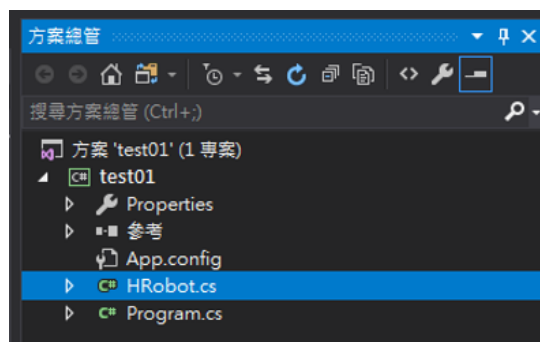 方案總管
搜尋方案總管 (Ctrl+;)
方案 'test01' (1 專案)
C# test01
Properties
參考
App.config
C# HRobot.cs
C# Program.cs